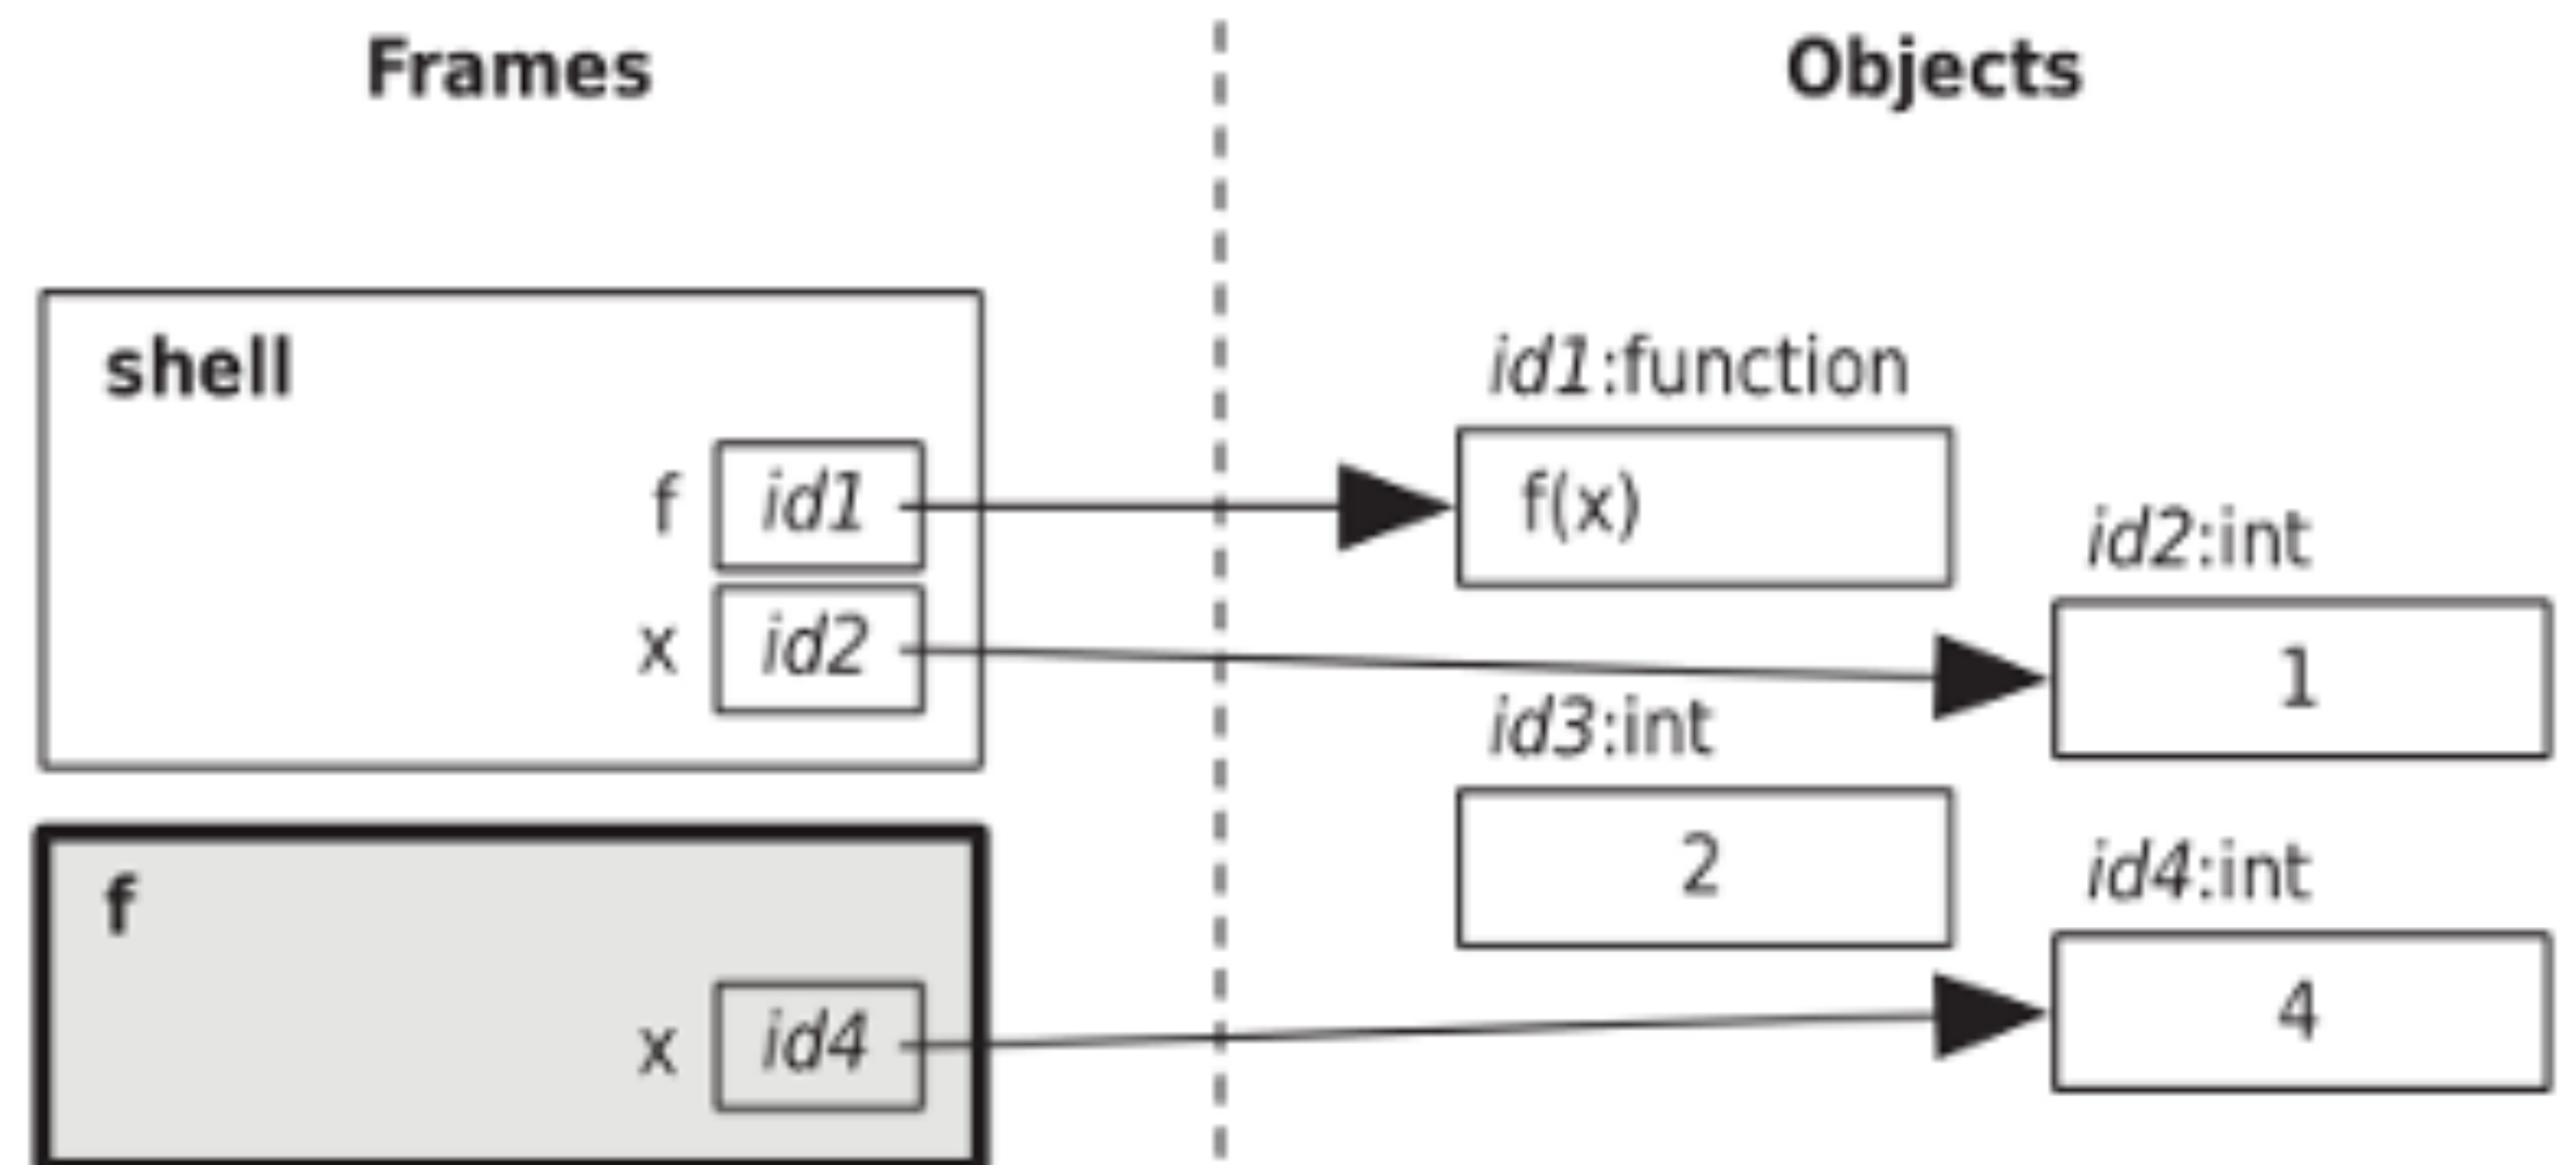 Frames
Objects
shell
f id1
x id2
id1:function
f(x)
id2:int
1
id3:int
2
f
x id4
id4:int
4